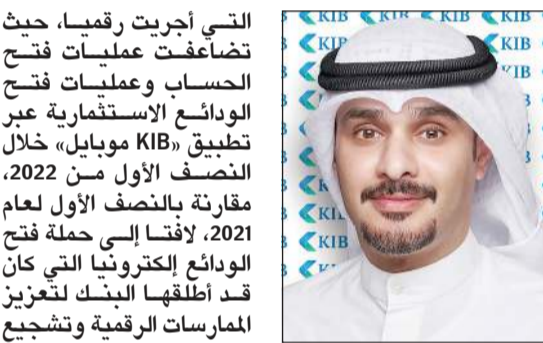 التي أجريت رقميا، حيث
تضاعفت عمليات فتح
الحساب وعمليات فتح
الودائع الاستثمارية عبر
تطبيق «KIB موبايل» خلال
النصف الأول من 2022،
مقارنة بالنصف الأول لعام
2021، لافتا إلى حملة فتح
الودائع إلكترونيا التي كان
قد أطلقها البنك لتعزيز
الممارسات الرقمية وتشجيع
KIB KIB KIB
KIB KIB
KIB
KIB